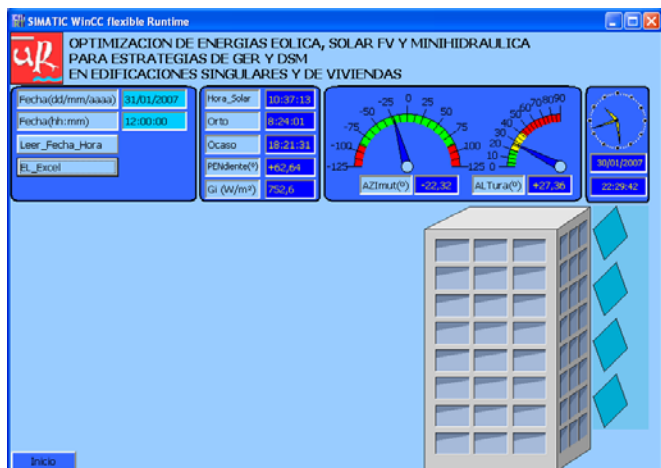 SIMATIC WinCC flexible Runtime
UR
OPTIMIZACION DE ENERGIAS EOLICA, SOLAR FV Y MINIHIDRAULICA
PARA ESTRATEGIAS DE GER Y DSM
EN EDIFICACIONES SINGULARES Y DE VIVIENDAS
Fecha(dd/mm/aaaa) 31/01/2007
Fecha(hh:mm) 12:00:00
Leer_Fecha_Hora
EL_Excel
Hora_Solar 10:37:13
Orto 8:24:01
Ocaso 18:21:31
PENdiente(º) +62,64
Gi (W/m²) 752,6
-125 -100 -75 -50 -25 0 25 50 75 100 125
AZImut(º) -22,32
0 10 20 30 40 50 60 70 80 90
ALTura(º) +27,36
30/01/2007
22:29:42
Inicio